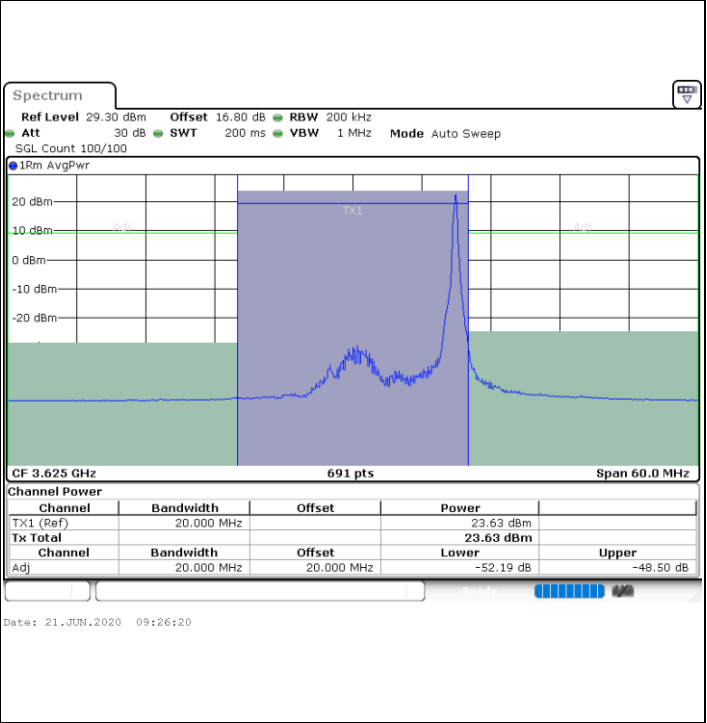 Spectrum
Ref Level 29.30 dBm Offset 16.80 dB RBW 200 kHz
Att 30 dB SWT 200 ms VBW 1 MHz Mode Auto Sweep
SGL Count 100/100
1Rm AvgPwr
20 dBm
TX1
Adj Adj
10 dBm
0 dBm
-10 dBm
-20 dBm
CF 3.625 GHz 691 pts Span 60.0 MHz
Channel Power
Channel Bandwidth Offset Power
TX1 (Ref) 20.000 MHz 23.63 dBm
Tx Total 23.63 dBm
Channel Bandwidth Offset Lower Upper
Adj 20.000 MHz 20.000 MHz -52.19 dB -48.50 dB
Ready
Date: 21.JUN.2020 09:26:20